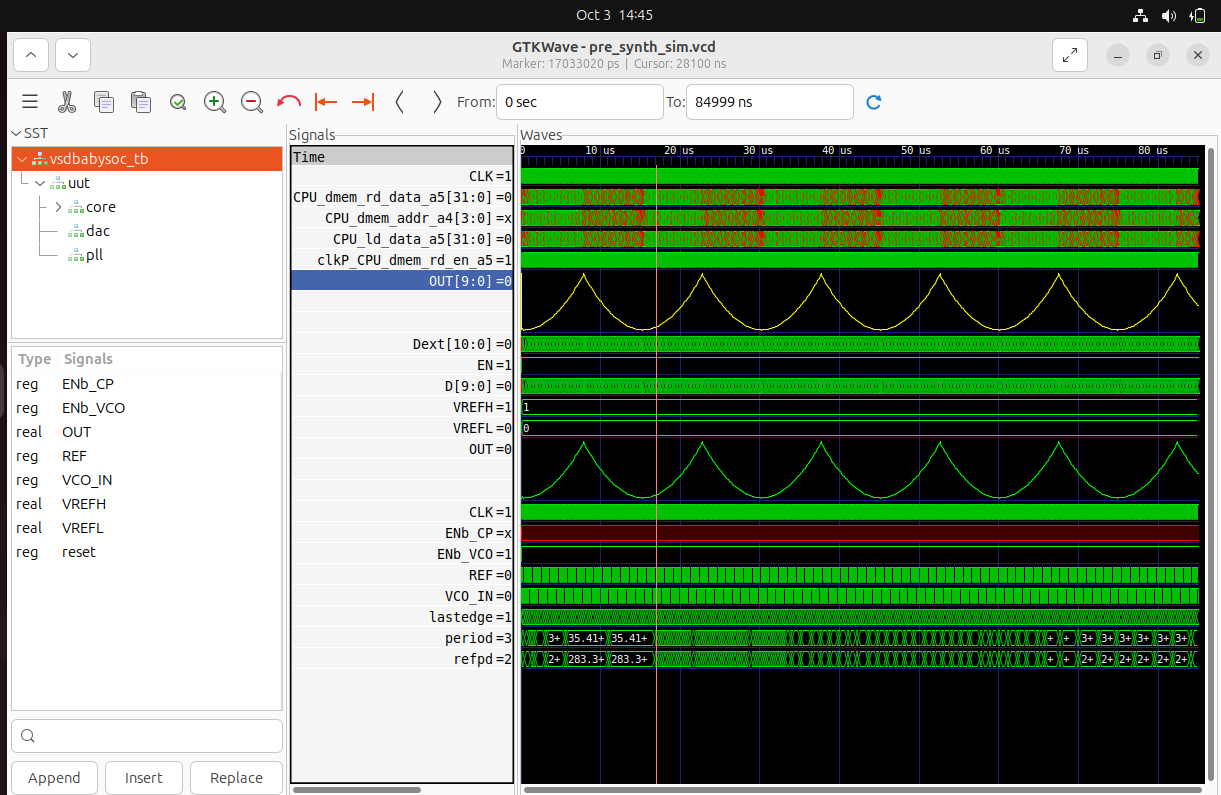 Oct 3 14:45
GTKWave - pre_synth_sim.vcd
Marker: 17033020 ps | Cursor: 28100 ns
From: 0 sec To: 84999 ns
SST
vsdbabysoc_tb
uut
core
dac
pll
Type Signals
reg ENb_CP
reg ENb_VCO
real OUT
reg REF
reg VCO_IN
real VREFH
real VREFL
reg reset
Append Insert Replace
Signals
Time
CLK =1
CPU_dmem_rd_data_a5[31:0] =0
CPU_dmem_addr_a4[3:0] =x
CPU_ld_data_a5[31:0] =0
clkP_CPU_dmem_rd_en_a5 =1
OUT[9:0] =0
Dext[10:0] =0
EN =1
D[9:0] =0
VREFH =1
VREFL =0
OUT =0
CLK =1
ENb_CP =x
ENb_VCO =1
REF =0
VCO_IN =0
lastedge =1
period =3
refpd =2
Waves
0 10 us 20 us 30 us 40 us 50 us 60 us 70 us 80 us
1
0
3+ 35.41+ 35.41+ + + 3+ 3+ 3+ 3+ 3+ 3+
2+ 283.3+ 283.3+ + + 2+ 2+ 2+ 2+ 2+ 2+